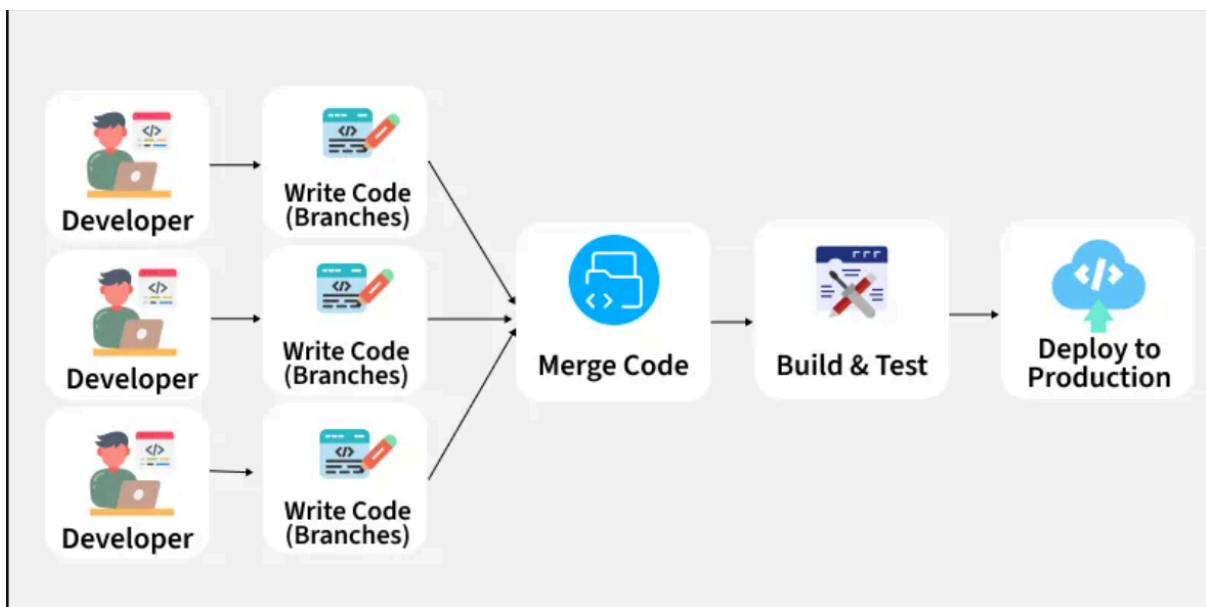 Developer
Write Code
(Branches)
Developer
Write Code
(Branches)
Developer
Write Code
(Branches)
Merge Code
Build & Test
Deploy to
Production